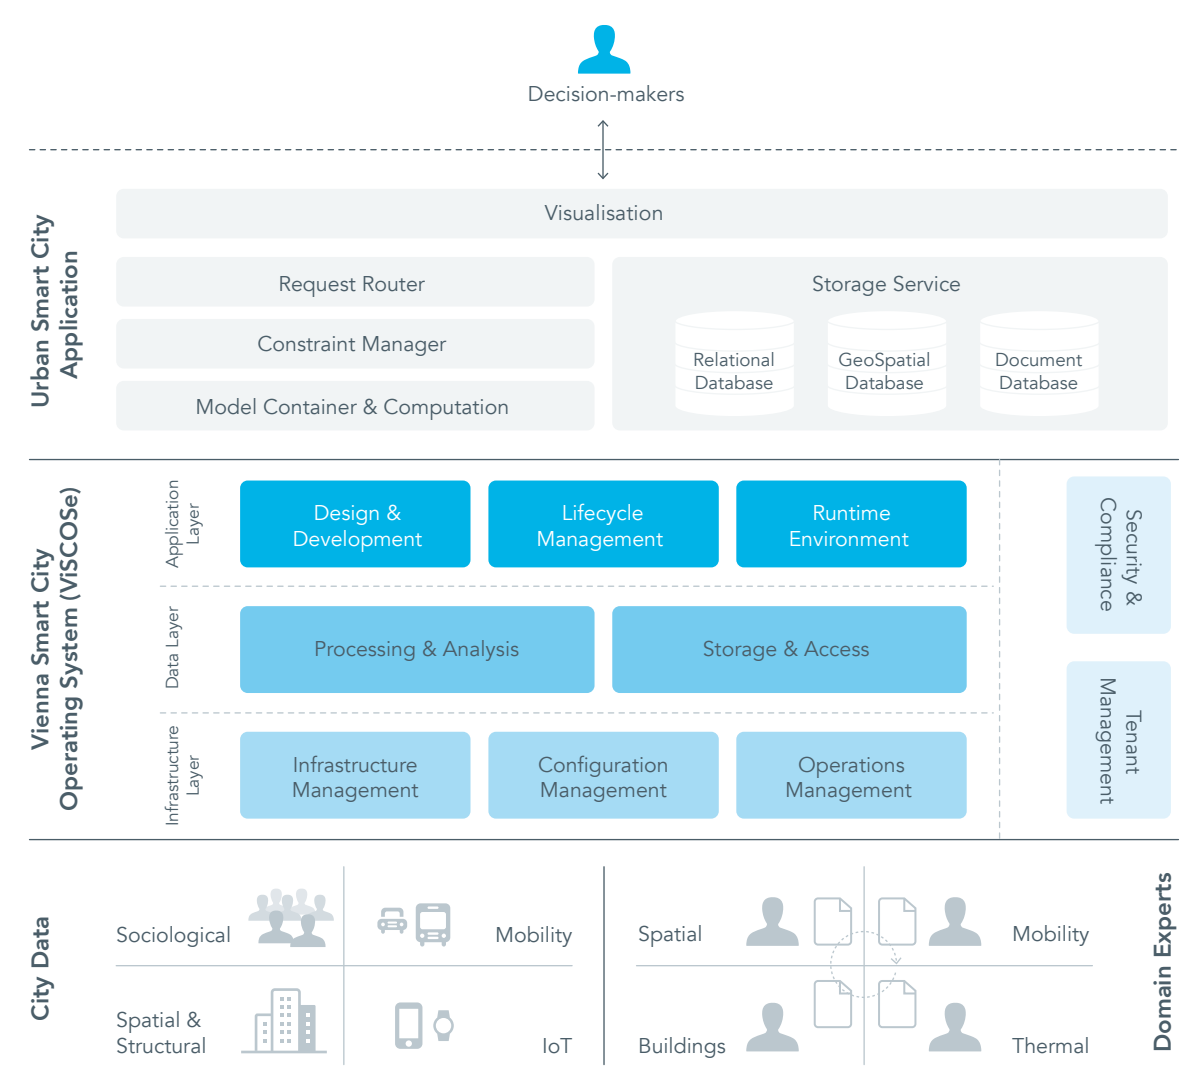 Decision-makers
Urban Smart City
Application
Visualisation
Request Router
Constraint Manager
Model Container & Computation
Storage Service
Relational
Database
GeoSpatial
Database
Document
Database
Vienna Smart City
Operating System (ViSCOSe)
Application
Layer
Design &
Development
Lifecycle
Management
Runtime
Environment
Data Layer
Processing & Analysis
Storage & Access
Infrastructure
Layer
Infrastructure
Management
Configuration
Management
Operations
Management
Security &
Compliance
Tenant
Management
City Data
Sociological
Mobility
Spatial &
Structural
IoT
Spatial
Mobility
Buildings
Thermal
Domain Experts